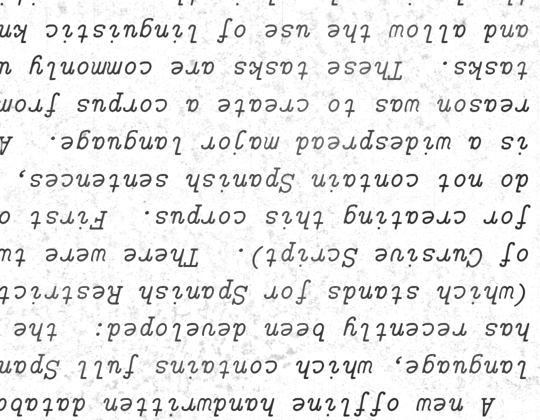 A new offline handwritten databa
language, which contains full Span
has recently been developed: the
(which stands for Spanish Restrict
of Cursive Script). There were tw
for creating this corpus. First o
do not contain Spanish sentences,
is a widespread major language. A
reason was to create a corpus from
tasks. These tasks are commonly u
and allow the use of linguistic kn